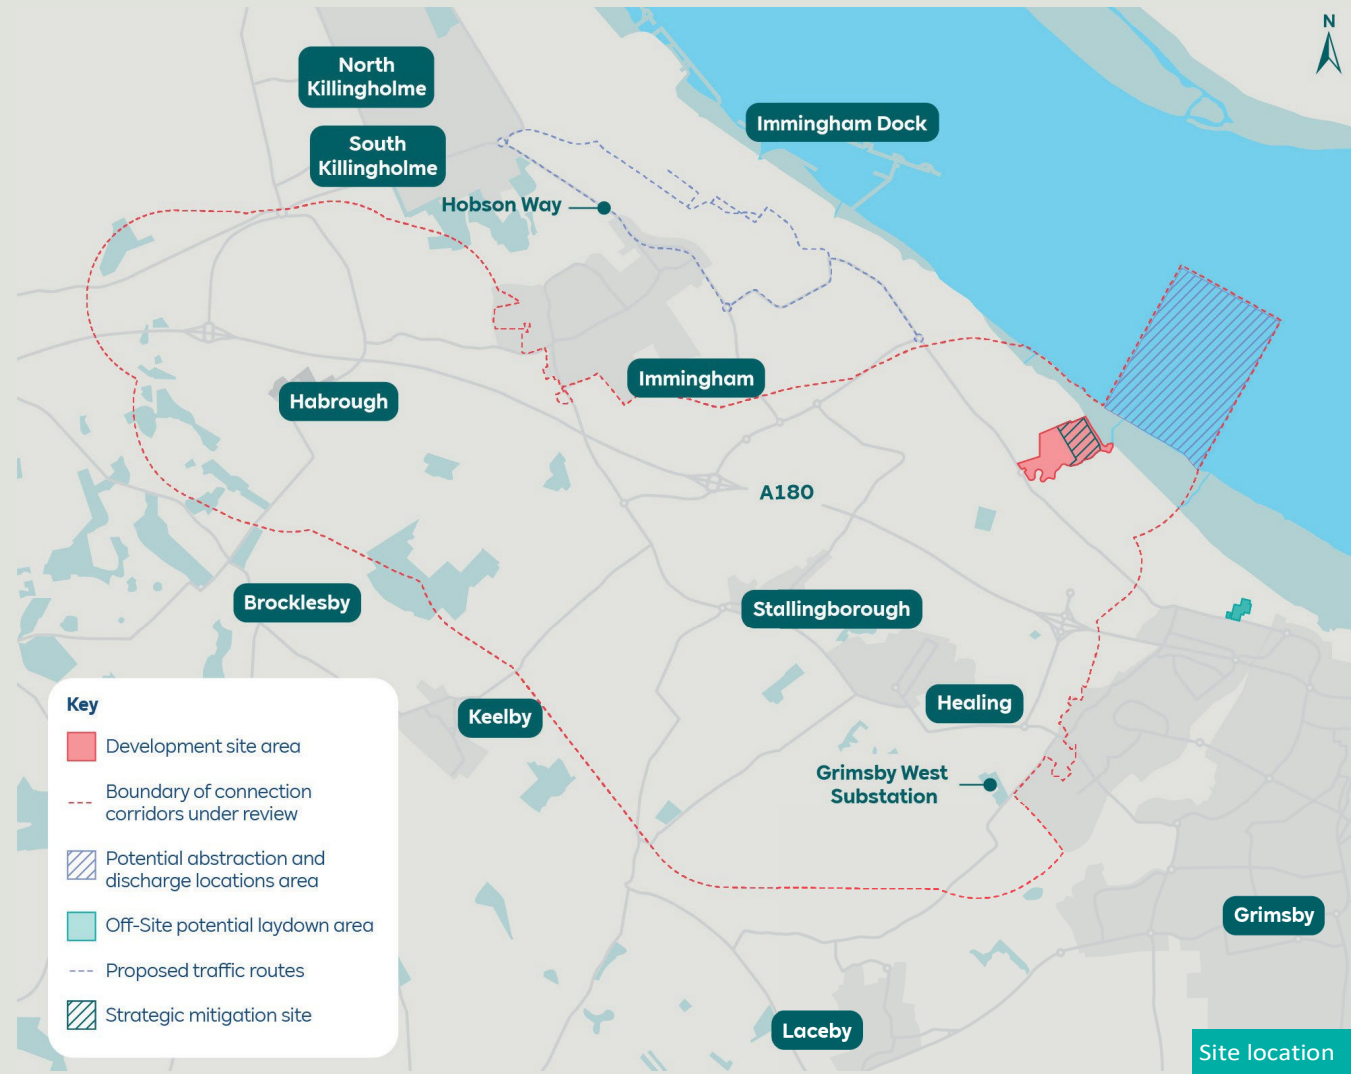 N
North
Killingholme
Immingham Dock
South
Killingholme
Hobson Way
Immingham
Habrough
A180
Brocklesby
Stallingborough
Healing
Keelby
Grimsby West
Substation
Grimsby
Laceby
Key
Development site area
Boundary of connection
corridors under review
Potential abstraction and
discharge locations area
Off-Site potential laydown area
Proposed traffic routes
Strategic mitigation site
Site location